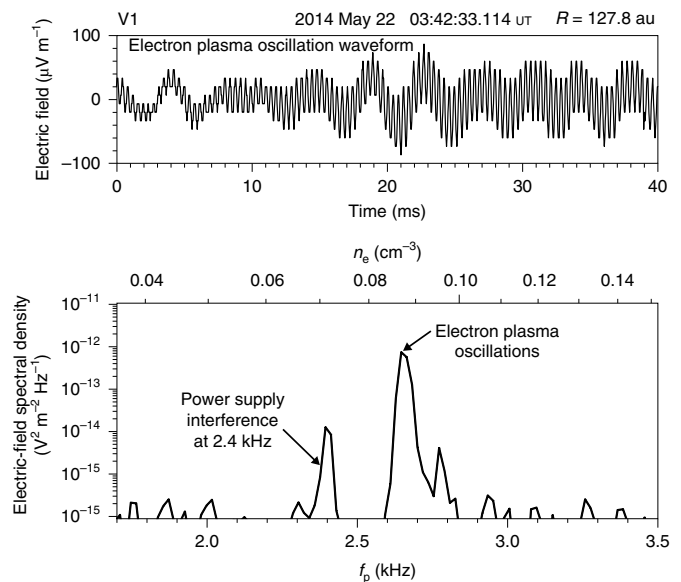 V1 2014 May 22 03:42:33.114 UT R = 127.8 au
Electron plasma oscillation waveform
Electric field (μV m⁻¹)
100
0
−100
0 10 20 30 40
Time (ms)
nₑ (cm⁻³)
0.04 0.06 0.08 0.10 0.12 0.14
Electric-field spectral density
(V² m⁻² Hz⁻¹)
10⁻¹¹
10⁻¹²
10⁻¹³
10⁻¹⁴
10⁻¹⁵
10⁻¹⁵
Electron plasma
oscillations
Power supply
interference
at 2.4 kHz
2.0 2.5 3.0 3.5
fₚ (kHz)